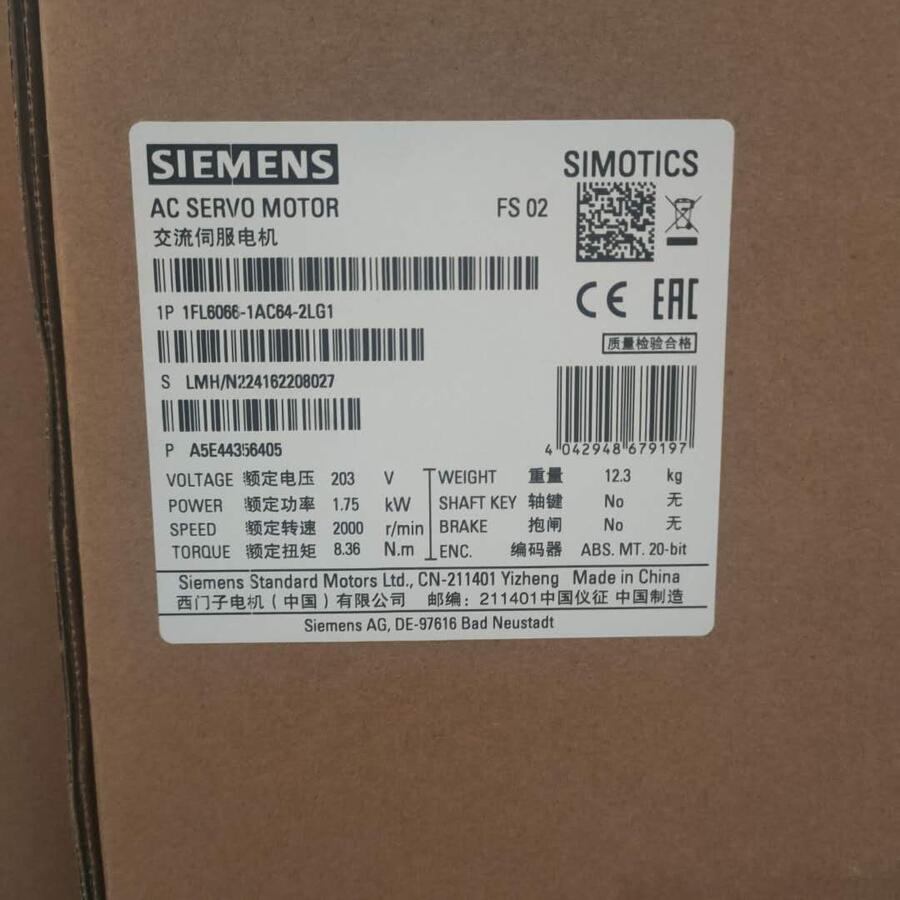 SIEMENS
SIMOTICS
AC SERVO MOTOR
FS 02
交流伺服电机
1P 1FL6066-1AC64-2LG1
质量检验合格
S LMH/N224162208027
4 042948 679197
P A5E44356405
VOLTAGE 额定电压 203 V
POWER 额定功率 1.75 kW
SPEED 额定转速 2000 r/min
TORQUE 额定扭矩 8.36 N.m
WEIGHT 重量 12.3 kg
SHAFT KEY 轴键 No 无
BRAKE 抱闸 No 无
ENC. 编码器 ABS. MT. 20-bit
Siemens Standard Motors Ltd., CN-211401 Yizheng Made in China
西门子电机（中国）有限公司 邮编：211401中国仪征 中国制造
Siemens AG, DE-97616 Bad Neustadt